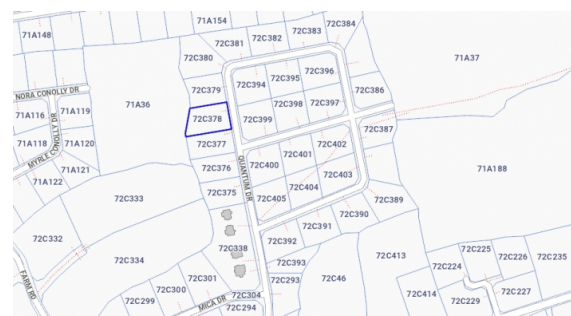 71A154
72C384
71A148
72C381
72C382
72C383
72C380
71A37
72C396
72C395
72C379
72C394
72C386
NORA CONOLLY DR
71A36
72C397
72C398
71A116
71A119
72C378
72C399
72C387
71A118
71A120
72C377
72C402
72C401
MYRLE CONOLLY DR
QUANTUM DR
72C400
72C376
71A121
72C403
71A188
71A122
72C404
72C375
72C333
72C405
72C389
72C390
72C391
72C332
72C392
72C338
72C225
72C413
72C226
72C235
72C334
72C393
72C224
FARM RD
72C301
72C293
72C46
72C300
72C227
72C304
72C414
72C299
MICA DR
72C229
72C294